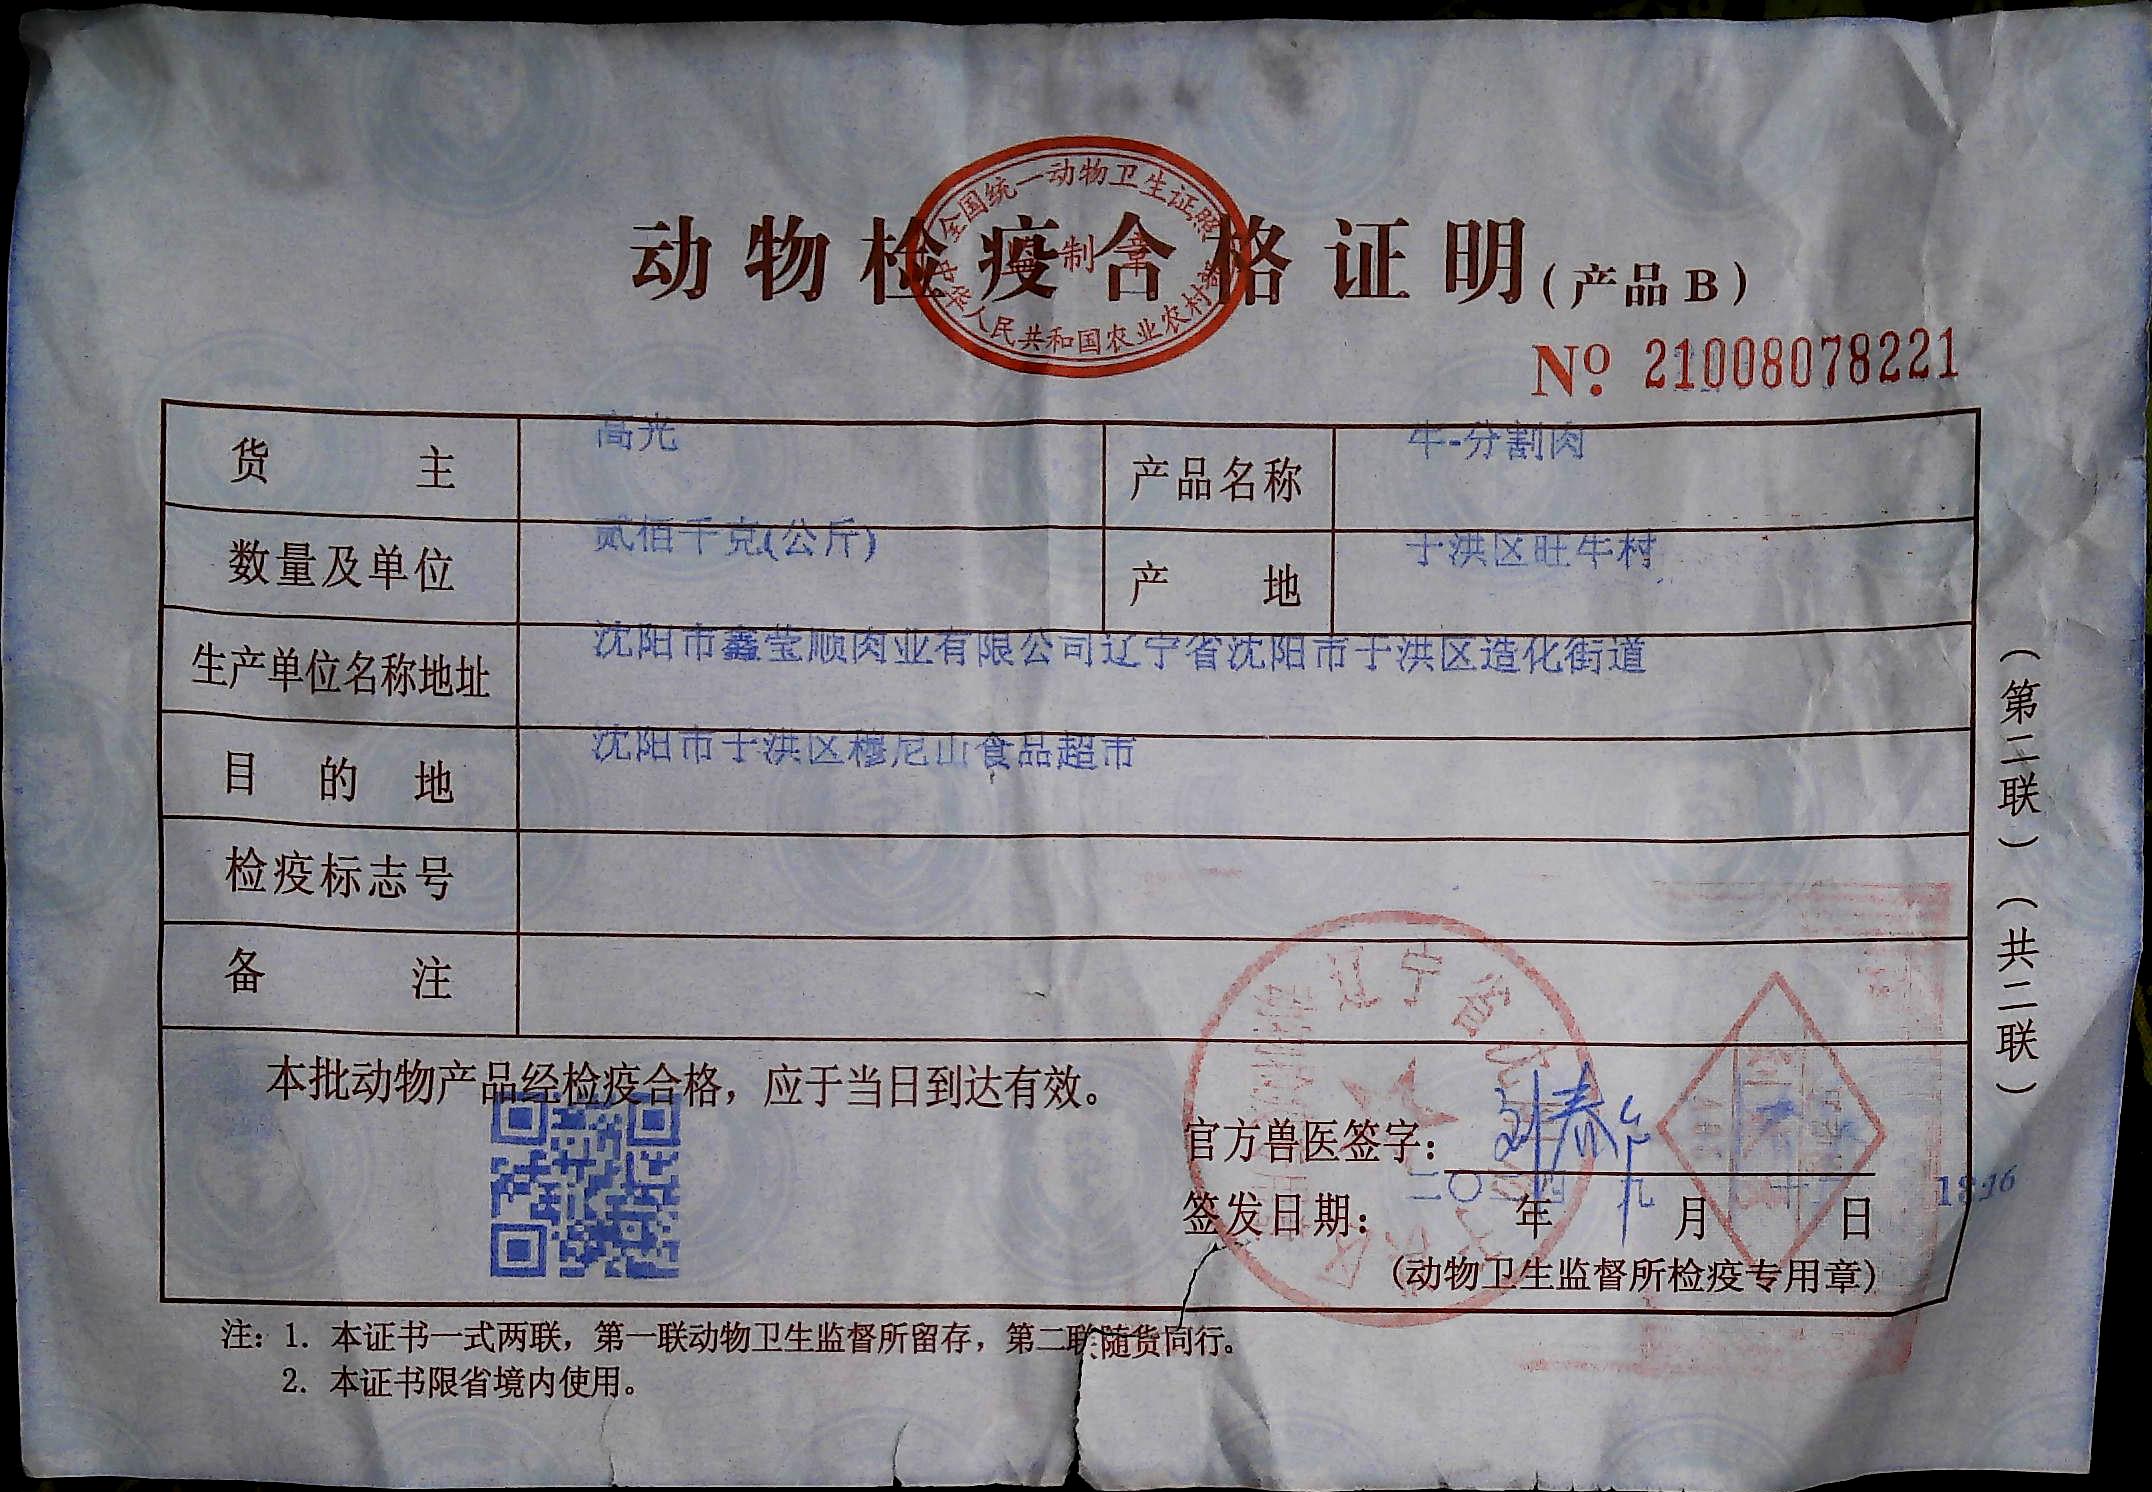 全国统一动物卫生证照
监制章
中华人民共和国农业农村部
动物检疫合格证明(产品B)
№ 21008078221
货主 高光 产品名称 牛-分割肉
数量及单位 贰佰千克(公斤) 产地 于洪区旺牛村
生产单位名称地址 沈阳市鑫莹顺肉业有限公司辽宁省沈阳市于洪区造化街道
目的地 沈阳市于洪区穆尼山食品超市
检疫标志号
备注
本批动物产品经检疫合格，应于当日到达有效。
官方兽医签字：
签发日期： 年 九月 日
(动物卫生监督所检疫专用章)
注：1. 本证书一式两联，第一联动物卫生监督所留存，第二联随货同行。
2. 本证书限省境内使用。
(第二联)(共二联)